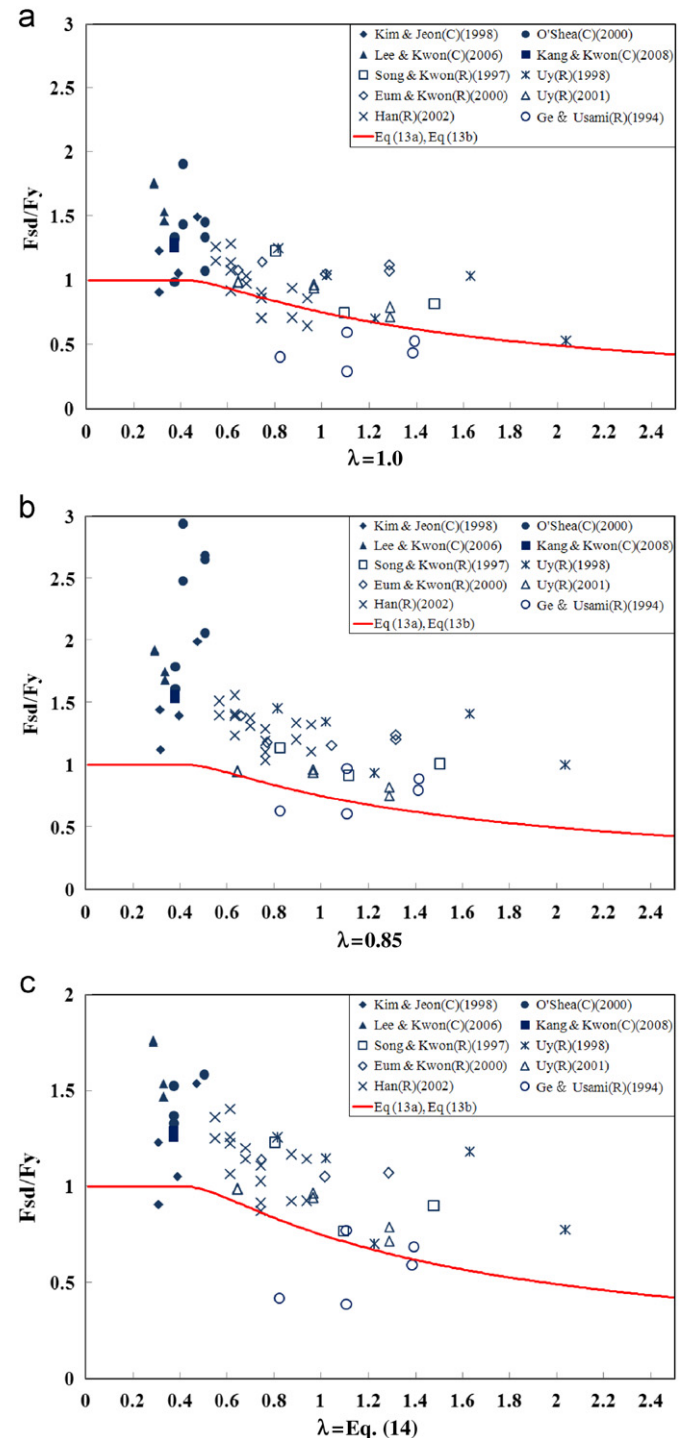 a
3
2.5
2
1.5
1
0.5
0
Fsd/Fy
Kim & Jeon(C)(1998) O'Shea(C)(2000)
Lee & Kwon(C)(2006) Kang & Kwon(C)(2008)
Song & Kwon(R)(1997) Uy(R)(1998)
Eum & Kwon(R)(2000) Uy(R)(2001)
Han(R)(2002) Ge & Usami(R)(1994)
Eq (13a), Eq (13b)
0 0.2 0.4 0.6 0.8 1 1.2 1.4 1.6 1.8 2 2.2 2.4
λ=1.0
b
3
2.5
2
1.5
1
0.5
0
Fsd/Fy
Kim & Jeon(C)(1998) O'Shea(C)(2000)
Lee & Kwon(C)(2006) Kang & Kwon(C)(2008)
Song & Kwon(R)(1997) Uy(R)(1998)
Eum & Kwon(R)(2000) Uy(R)(2001)
Han(R)(2002) Ge & Usami(R)(1994)
Eq (13a), Eq(13b)
0 0.2 0.4 0.6 0.8 1 1.2 1.4 1.6 1.8 2 2.2 2.4
λ=0.85
c
2
1.5
1
0.5
0
Fsd/Fy
Kim & Jeon(C)(1998) O'Shea(C)(2000)
Lee & Kwon(C)(2006) Kang & Kwon(C)(2008)
Song & Kwon(R)(1997) Uy(R)(1998)
Eum & Kwon(R)(2000) Uy(R)(2001)
Han(R)(2002) Ge & Usami(R)(1994)
Eq (13a), Eq (13b)
0 0.2 0.4 0.6 0.8 1 1.2 1.4 1.6 1.8 2 2.2 2.4
λ=Eq. (14)